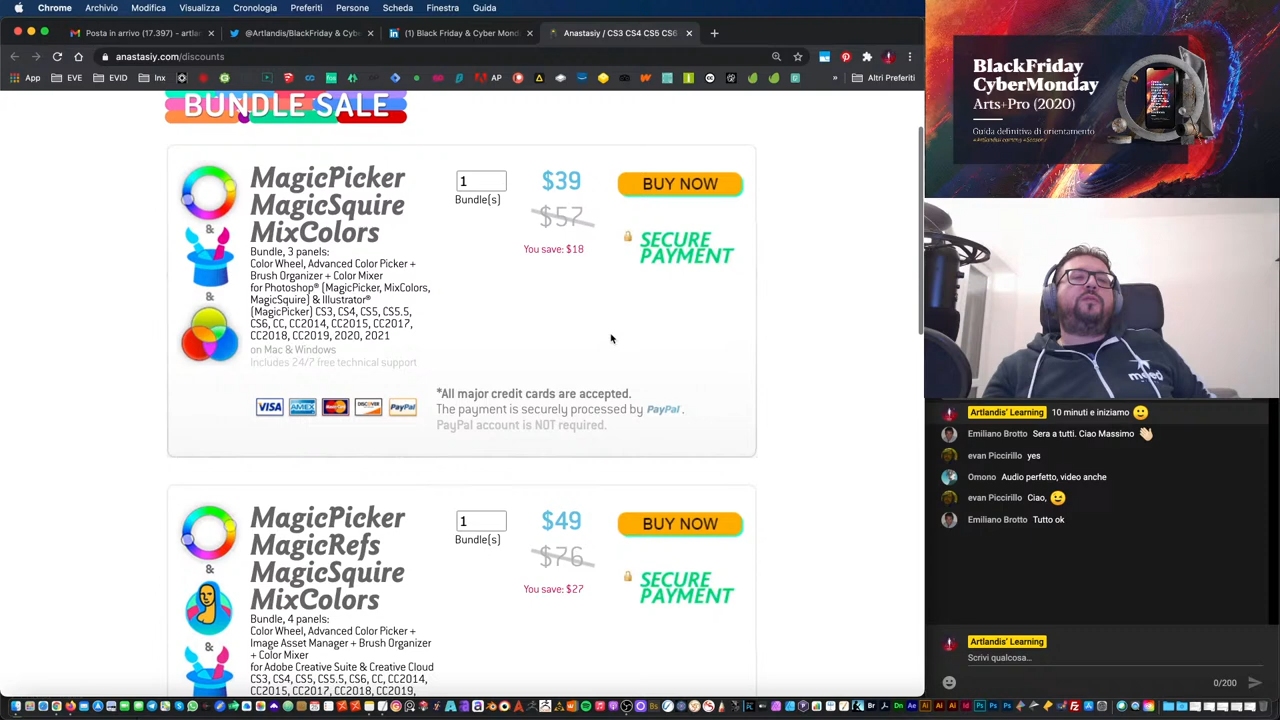 Chrome Archivio Modifica Visualizza Cronologia Preferiti Persone Scheda Finestra Guida
Posta in arrivo (17.397) - artlan
@Artlandis/BlackFriday & Cybe
(1) Black Friday & Cyber Mond
Anastasiy / CS3 CS4 CS5 CS6
anastasiy.com/discounts
App EVE EVID Inx AP » Altri Preferiti
BUNDLE SALE
MagicPicker
MagicSquire
MixColors
Bundle, 3 panels:
Color Wheel, Advanced Color Picker +
Brush Organizer + Color Mixer
for Photoshop® (MagicPicker, MixColors,
MagicSquire) & Illustrator®
(MagicPicker) CS3, CS4, CS5, CS5.5,
CS6, CC, CC2014, CC2015, CC2017,
CC2018, CC2019, 2020, 2021
on Mac & Windows
Includes 24/7 free technical support
&
&
1
Bundle(s)
$39
$57
You save: $18
BUY NOW
SECURE
PAYMENT
VISA AMEX MasterCard DISCOVER PayPal
*All major credit cards are accepted.
The payment is securely processed by PayPal .
PayPal account is NOT required.
MagicPicker
MagicRefs
MagicSquire
MixColors
Bundle, 4 panels:
Color Wheel, Advanced Color Picker +
Image Asset Manager + Brush Organizer
+ Color Mixer
for Adobe Creative Suite & Creative Cloud
CS3, CS4, CS5, CS5.5, CS6, CC, CC2014,
CC2015, CC2017, CC2018, CC2019,
&
&
1
Bundle(s)
$49
$76
You save: $27
BUY NOW
SECURE
PAYMENT
BlackFriday
CyberMonday
Arts+Pro (2020)
Guida definitiva di orientamento
Artlandis' Learning 10 minuti e iniziamo
Emiliano Brotto Sera a tutti. Ciao Massimo
evan Piccirillo yes
Omono Audio perfetto, video anche
evan Piccirillo Ciao,
Emiliano Brotto Tutto ok
Artlandis' Learning
Scrivi qualcosa...
0/200